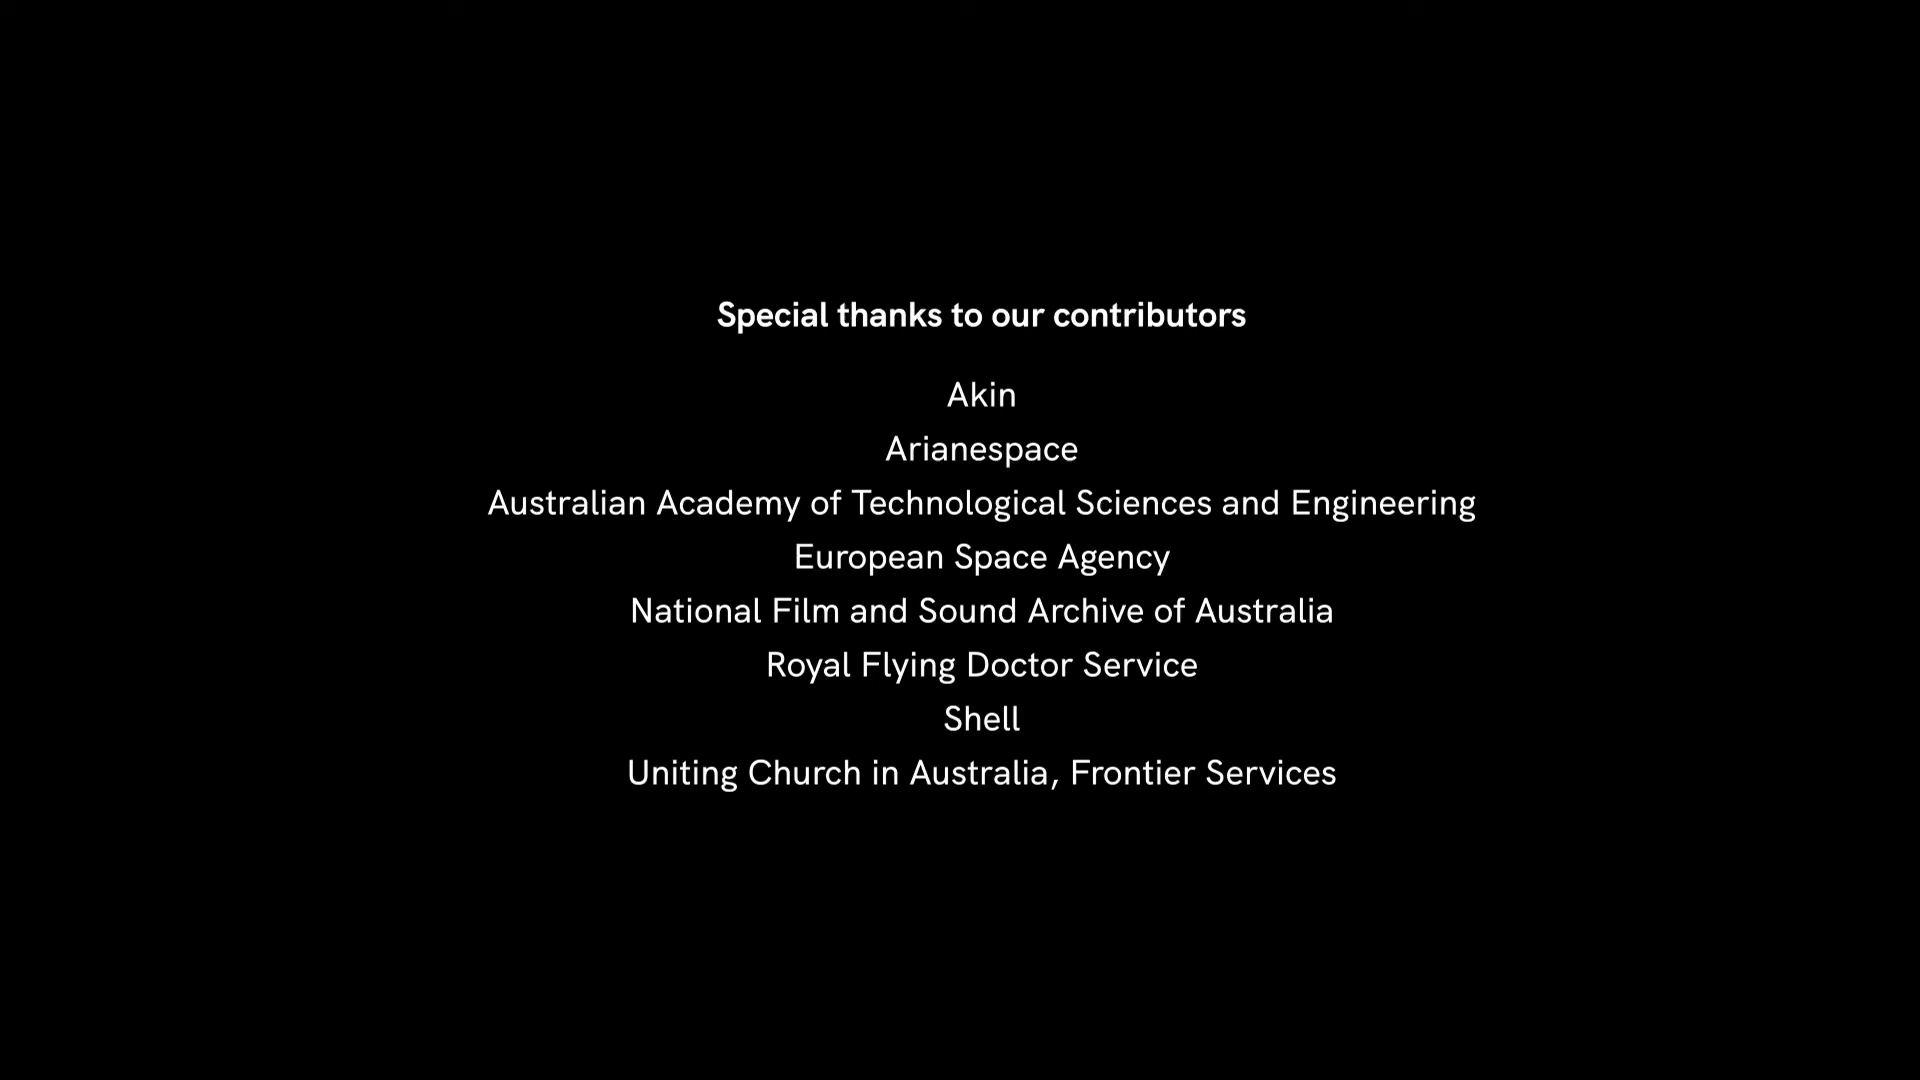 Special thanks to our contributors
Akin
Arianespace
Australian Academy of Technological Sciences and Engineering
European Space Agency
National Film and Sound Archive of Australia
Royal Flying Doctor Service
Shell
Uniting Church in Australia, Frontier Services